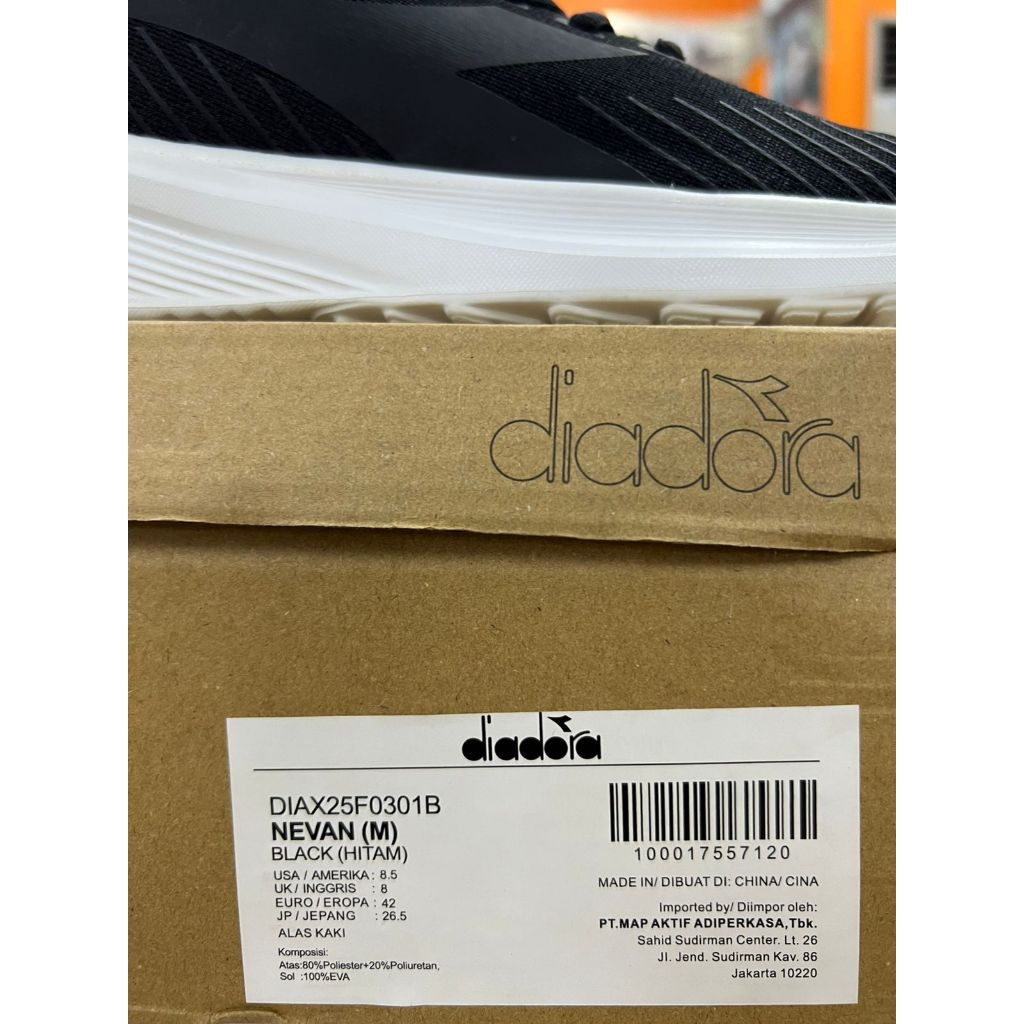 diadora
diadora
DIAX25F0301B
NEVAN (M)
BLACK (HITAM)
USA / AMERIKA : 8.5
UK / INGGRIS : 8
EURO / EROPA : 42
JP / JEPANG : 26.5
ALAS KAKI
Komposisi:
Atas:80%Poliester+20%Poliuretan,
Sol :100%EVA
100017557120
MADE IN/ DIBUAT DI: CHINA/ CINA
Imported by/ Diimpor oleh:
PT.MAP AKTIF ADIPERKASA,Tbk.
Sahid Sudirman Center. Lt. 26
Jl. Jend. Sudirman Kav. 86
Jakarta 10220